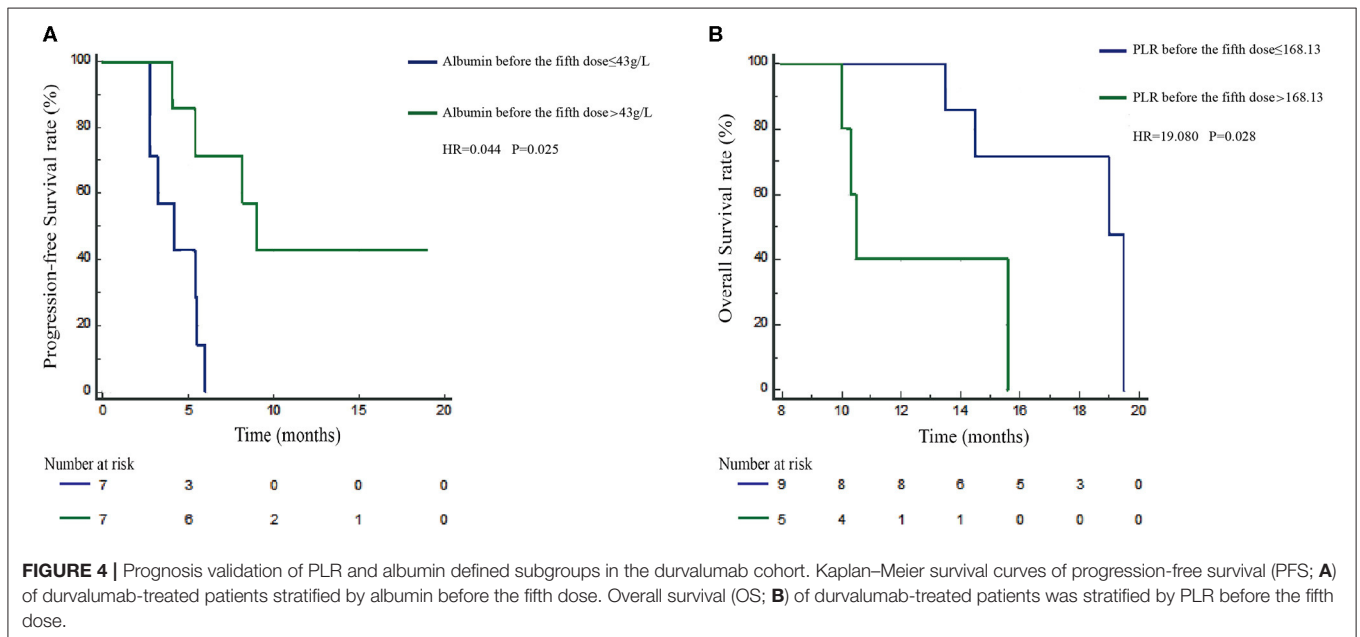 A
Albumin before the fifth dose≤43g/L
Albumin before the fifth dose>43g/L
HR=0.044 P=0.025
Progression-free Survival rate (%)
100
80
60
40
20
0
0 5 10 15 20
Time (months)
Number at risk
7 3 0 0 0
7 6 2 1 0
B
PLR before the fifth dose≤168.13
PLR before the fifth dose>168.13
HR=19.080 P=0.028
Overall Survival rate (%)
100
80
60
40
20
0
8 10 12 14 16 18 20
Time (months)
Number at risk
9 8 8 6 5 3 0
5 4 1 1 0 0 0
FIGURE 4 | Prognosis validation of PLR and albumin defined subgroups in the durvalumab cohort. Kaplan–Meier survival curves of progression-free survival (PFS; A)
of durvalumab-treated patients stratified by albumin before the fifth dose. Overall survival (OS; B) of durvalumab-treated patients was stratified by PLR before the fifth
dose.